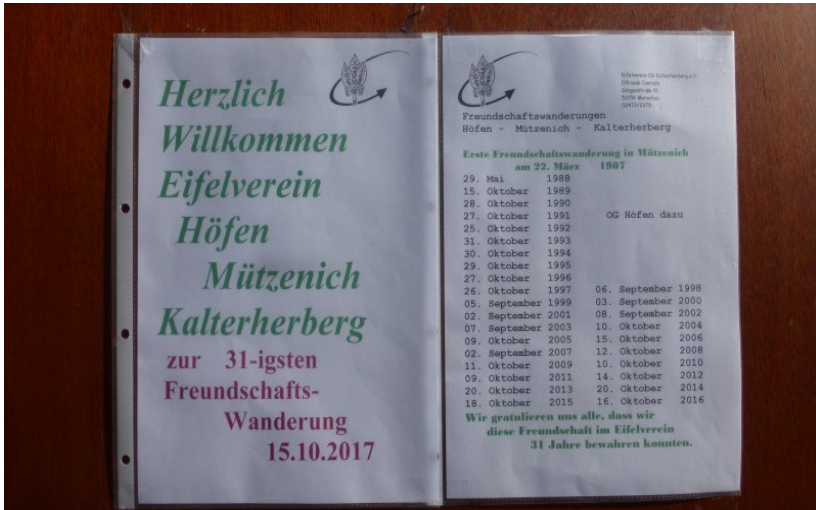 Herzlich
Willkommen
Eifelverein
Höfen
Mützenich
Kalterherberg
zur 31-igsten
Freundschafts-
Wanderung
15.10.2017
Eifelverein OG Kalterherberg e.V.
Freundschaftswanderungen
Höfen - Mützenich - Kalterherberg
Erste Freundschaftswanderung in Mützenich
am 22. März 1987
29. Mai 1988
15. Oktober 1989
28. Oktober 1990
27. Oktober 1991 OG Höfen dazu
25. Oktober 1992
31. Oktober 1993
30. Oktober 1994
29. Oktober 1995
27. Oktober 1996
26. Oktober 1997 06. September 1998
05. September 1999 03. September 2000
02. September 2001 08. September 2002
07. September 2003 10. Oktober 2004
09. Oktober 2005 15. Oktober 2006
02. September 2007 12. Oktober 2008
11. Oktober 2009 10. Oktober 2010
09. Oktober 2011 14. Oktober 2012
20. Oktober 2013 20. Oktober 2014
18. Oktober 2015 16. Oktober 2016
Wir gratulieren uns alle, dass wir
diese Freundschaft im Eifelverein
31 Jahre bewahren konnten.